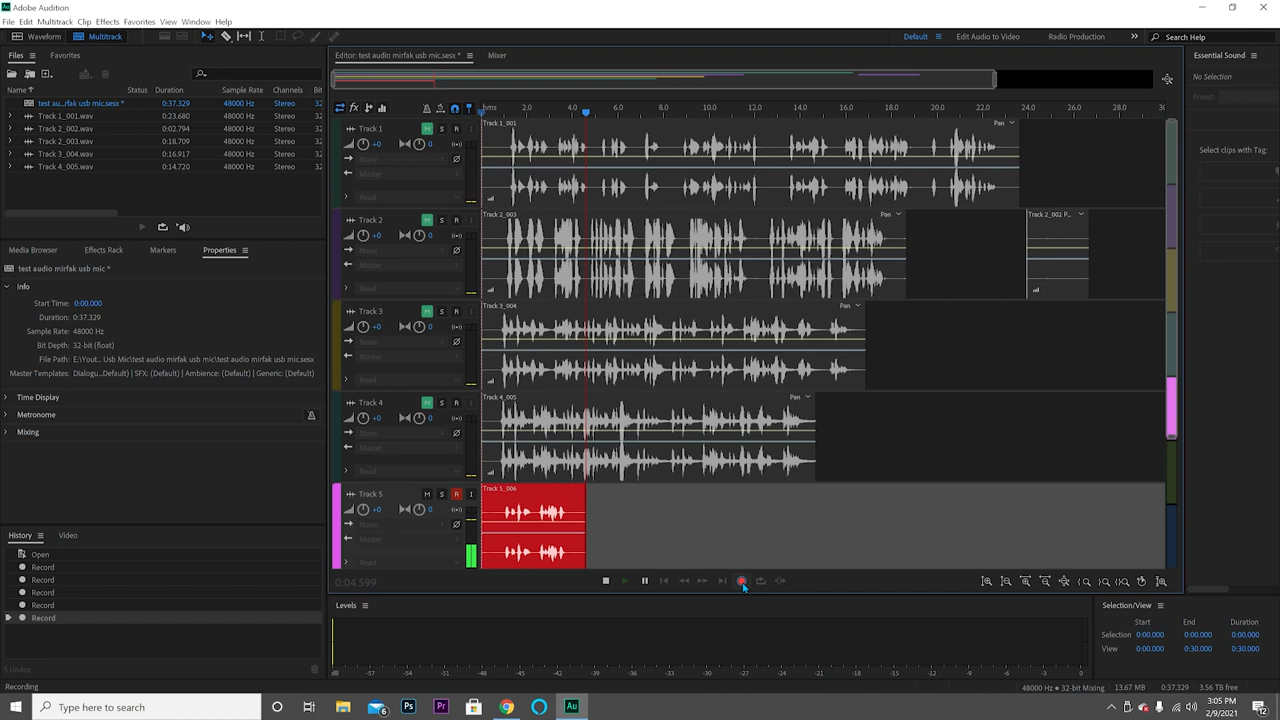 Adobe Audition
File Edit Multitrack Clip Effects Favorites View Window Help
Waveform Multitrack Default Edit Audio to Video Radio Production Search Help
Files Favorites
Name Status Duration Sample Rate Channels
test au...rfak usb mic.sesx * 0:37.329 48000 Hz Stereo 32
Track 1_001.wav 0:23.680 48000 Hz Stereo 32
Track 2_002.wav 0:02.794 48000 Hz Stereo 32
Track 2_003.wav 0:18.709 48000 Hz Stereo 32
Track 3_004.wav 0:16.917 48000 Hz Stereo 32
Track 4_005.wav 0:14.720 48000 Hz Stereo 32
Media Browser Effects Rack Markers Properties
test audio mirfak usb mic *
Info
Start Time: 0:00.000
Duration: 0:37.329
Sample Rate: 48000 Hz
Bit Depth: 32-bit (float)
File Path: E:\Yout... Usb Mic\test audio mirfak usb mic\test audio mirfak usb mic.sesx
Master Templates: Dialogu...Default) | SFX: (Default) | Ambience: (Default) | Generic: (Default)
Time Display
Metronome
Mixing
History Video
Open
Record
Record
Record
Record
Record
5 Undos
Recording
Editor: test audio mirfak usb mic.sesx * Mixer
hms 2.0 4.0 6.0 8.0 10.0 12.0 14.0 16.0 18.0 20.0 22.0 24.0 26.0 28.0 30
Track 1 M S R I
+0 0
None
Master
Read
Track 1_001 Pan
Track 2 M S R I
+0 0
None
Master
Read
Track 2_003 Pan Track 2_002 P...
Track 3 M S R I
+0 0
None
Master
Read
Track 3_004 Pan
Track 4 M S R I
+0 0
None
Master
Read
Track 4_005 Pan
Track 5 M S R I
+0 0
None
Master
Read
Track 5_006
0:04.599
Levels
dB -57 -54 -51 -48 -45 -42 -39 -36 -33 -30 -27 -24 -21 -18 -15 -12 -9 -6 -3 0
Essential Sound
No Selection
Preset:
Select clips with Tag:
Selection/View
Start End Duration
Selection 0:00.000 0:00.000 0:00.000
View 0:00.000 0:30.000 0:30.000
48000 Hz • 32-bit Mixing 13.67 MB 0:37.329 3.56 TB free
Type here to search
6
Ps Pr Au
3:05 PM
2/9/2021
12